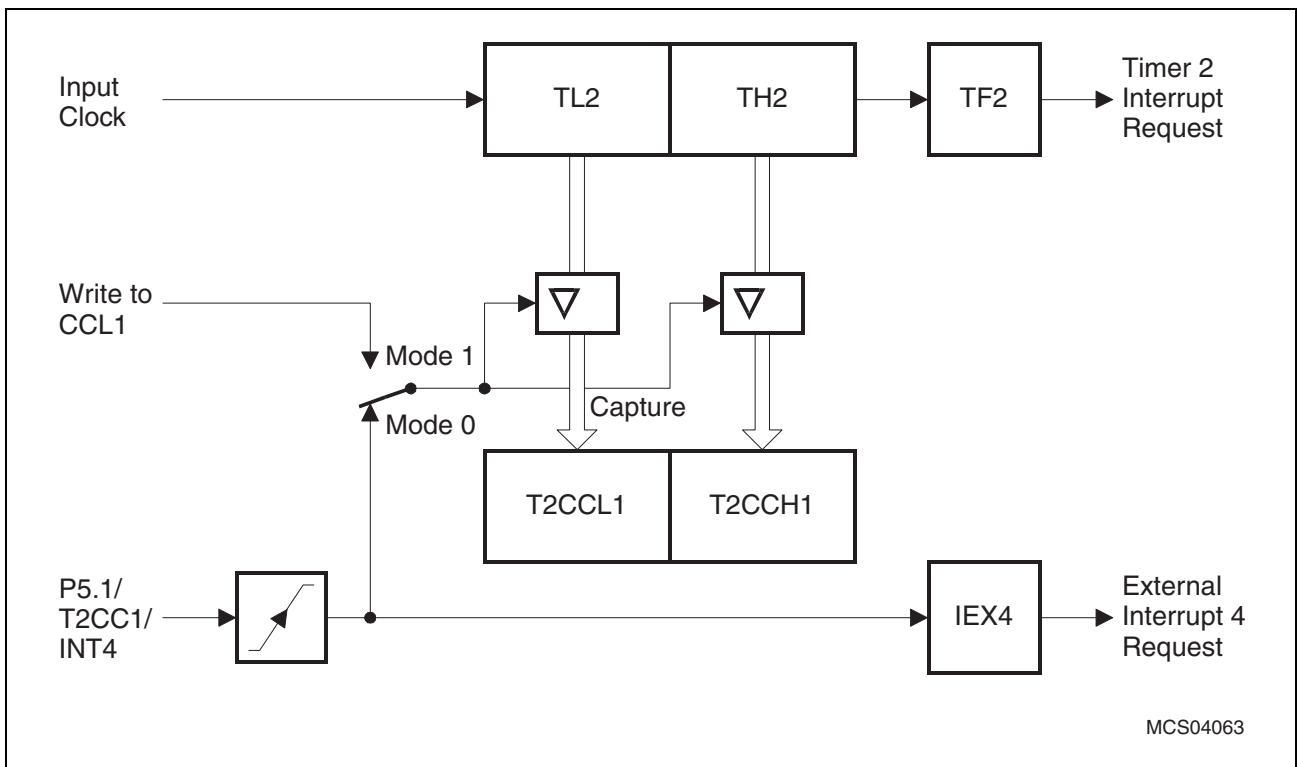 Input
Clock
TL2
TH2
TF2
Timer 2
Interrupt
Request
Write to
CCL1
Mode 1
Mode 0
Capture
T2CCL1
T2CCH1
P5.1/
T2CC1/
INT4
IEX4
External
Interrupt 4
Request
MCS04063